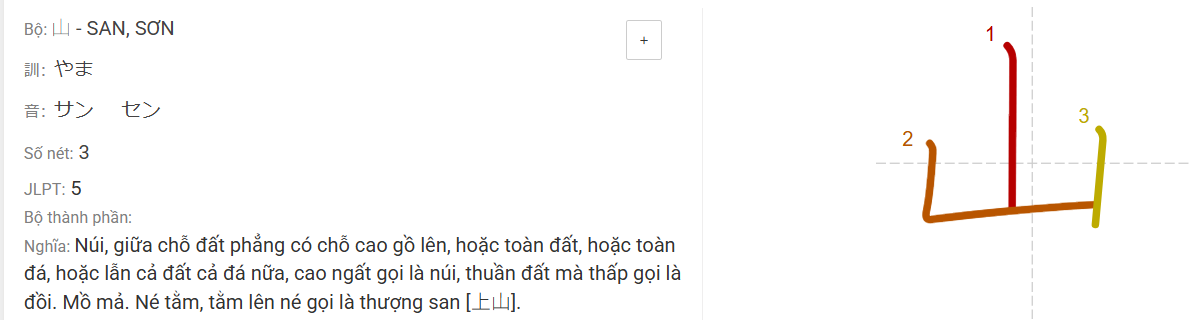 Bộ: 山 - SAN, SƠN
+
訓: やま
音: サン セン
Số nét: 3
JLPT: 5
Bộ thành phần:
Nghĩa: Núi, giữa chỗ đất phẳng có chỗ cao gồ lên, hoặc toàn đất, hoặc toàn
đá, hoặc lẫn cả đất cả đá nữa, cao ngất gọi là núi, thuần đất mà thấp gọi là
đồi. Mồ mả. Né tằm, tằm lên né gọi là thượng san [上山].
1
2
3
山